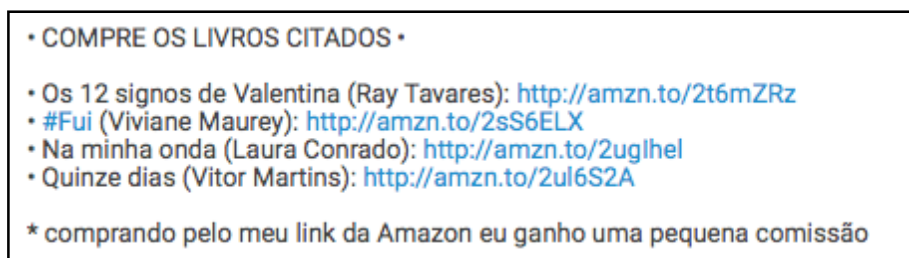 • COMPRE OS LIVROS CITADOS •
• Os 12 signos de Valentina (Ray Tavares): http://amzn.to/2t6mZRz
• #Fui (Viviane Maurey): http://amzn.to/2sS6ELX
• Na minha onda (Laura Conrado): http://amzn.to/2uglhel
• Quinze dias (Vitor Martins): http://amzn.to/2ul6S2A
* comprando pelo meu link da Amazon eu ganho uma pequena comissão